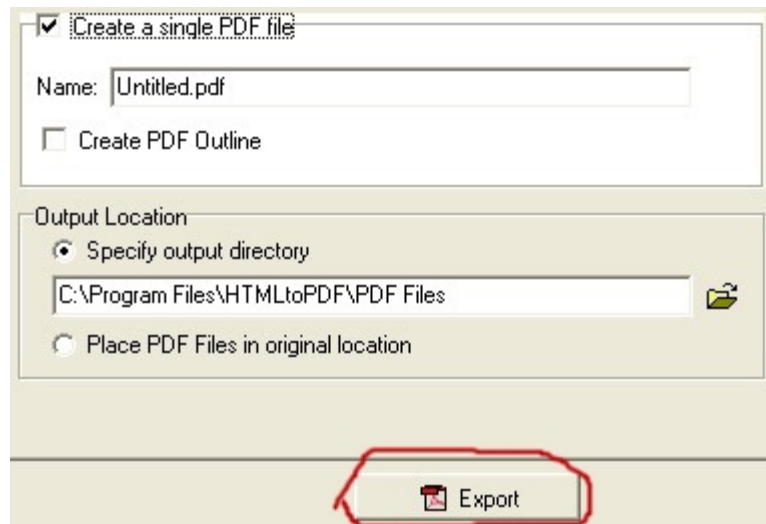 Create a single PDF file
Name: Untitled.pdf
Create PDF Outline
Output Location
Specify output directory
C:\Program Files\HTMLtoPDF\PDF Files
Place PDF Files in original location
Export